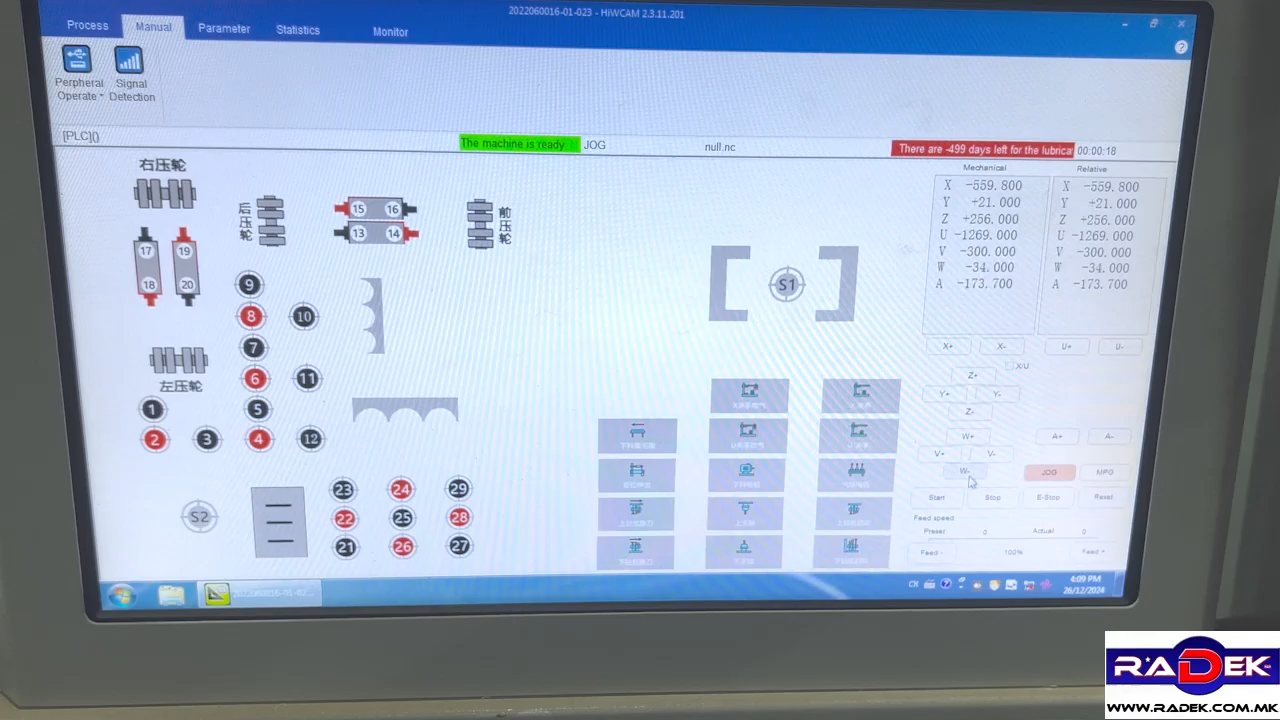 2022060016-01-023 - HiWCAM 2.3.11.201
Process Manual Parameter Statistics Monitor
Perpheral Operate
Signal Detection
[PLC]()
The machine is ready JOG null.nc There are -499 days left for the lubrica 00:00:18
Mechanical Relative
X -559.800 X -559.800
Y +21.000 Y +21.000
Z +256.000 Z +256.000
U -1269.000 U -1269.000
V -300.000 V -300.000
W -34.000 W -34.000
A -173.700 A -173.700
右压轮
后压轮
前压轮
左压轮
15 16
13 14
17 19
18 20
9
8 10
7
6 11
5
1
2 3 4 12
S1
S2
23 24 29
22 25 28
21 26 27
X+ X- U+ U-
X/U
Z+
Y+ Y-
Z-
W+ A+ A-
V+ V-
W- JOG MPG
Start Stop E-Stop Reset
Feed speed
Preset 0 Actual 0
Feed - 100% Feed +
CH
4:09 PM
26/12/2024
RADEK
WWW.RADEK.COM.MK